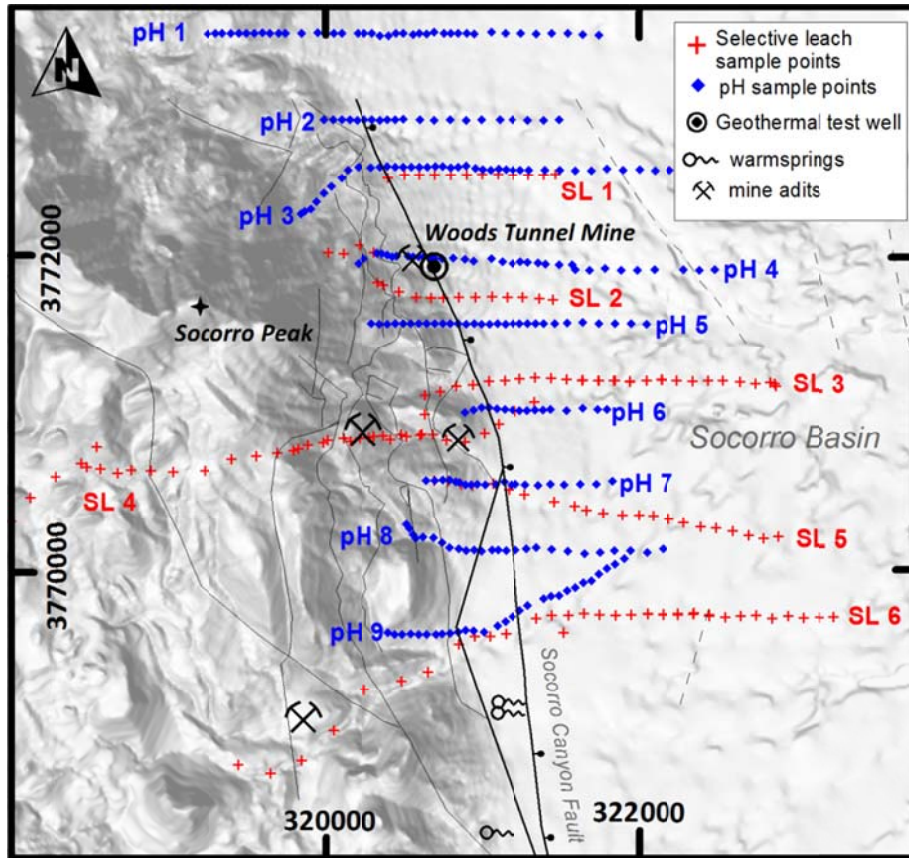 pH 1
Selective leach
sample points
pH sample points
Geothermal test well
warmsprings
mine adits
N
pH 2
SL 1
pH 3
Woods Tunnel Mine
3772000
pH 4
SL 2
Socorro Peak
pH 5
SL 3
pH 6
Socorro Basin
SL 4
pH 7
pH 8
SL 5
3770000
pH 9
SL 6
Socorro Canyon Fault
320000
322000